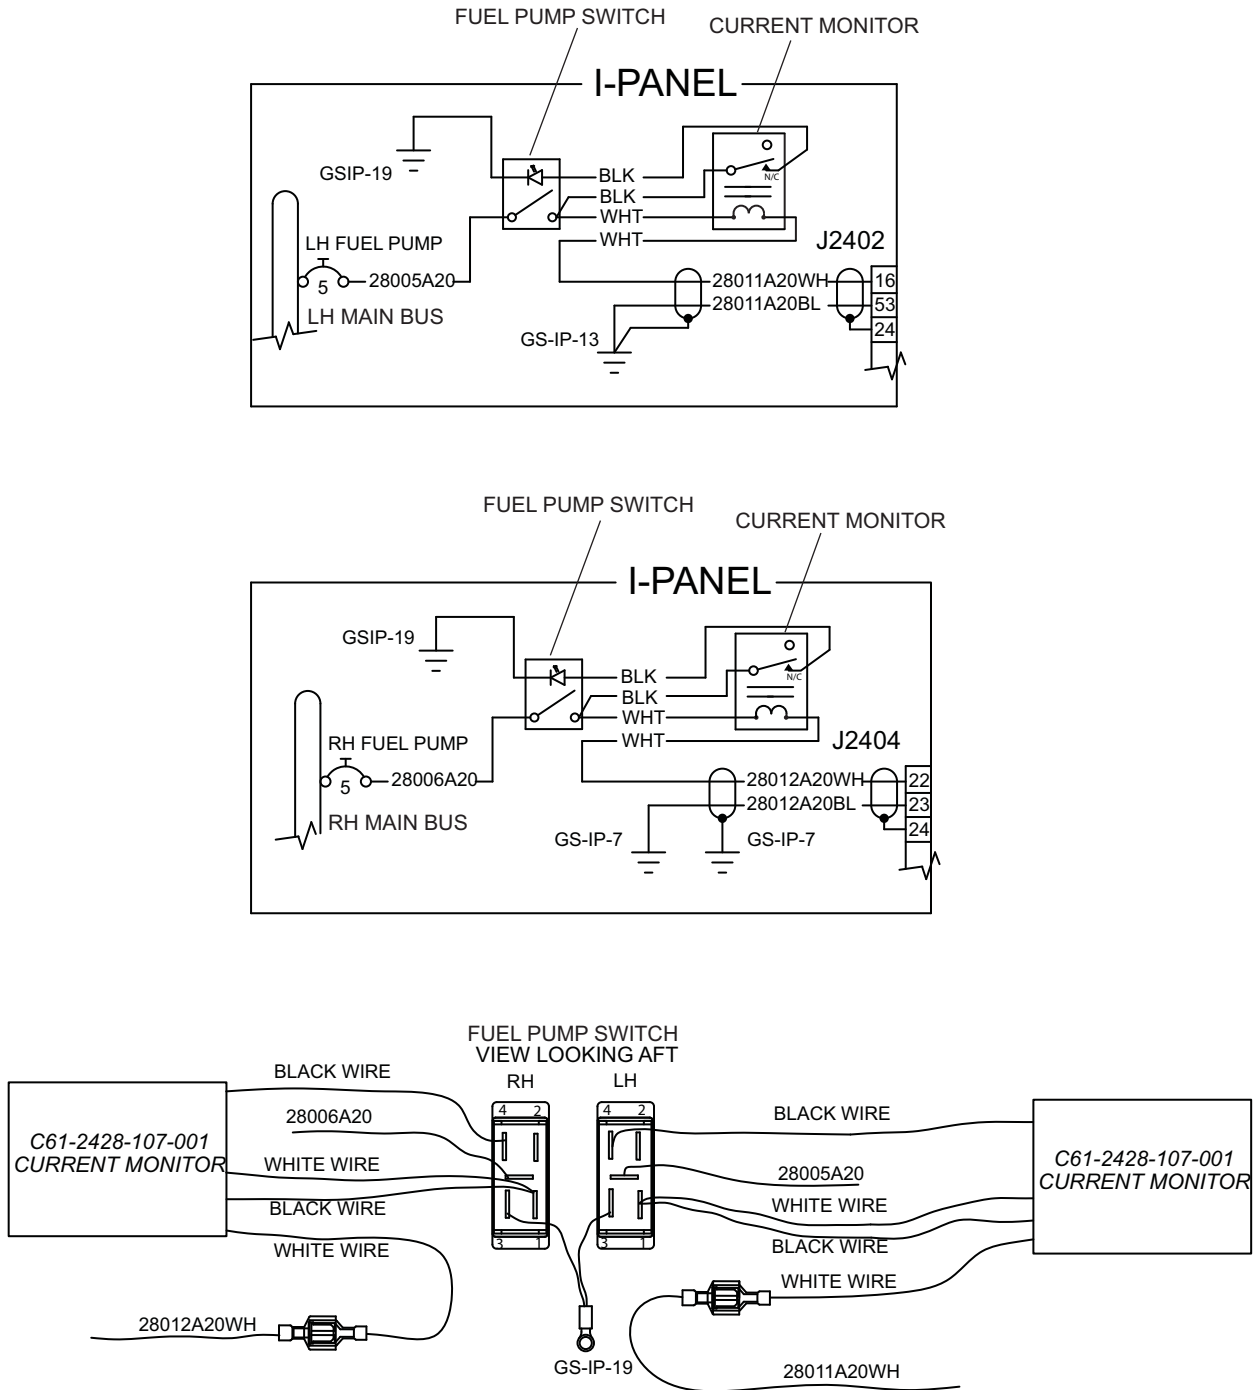 FUEL PUMP SWITCH
CURRENT MONITOR
I-PANEL
GSIP-19
BLK
BLK
WHT
WHT
N/C
J2402
LH FUEL PUMP
5
28005A20
LH MAIN BUS
28011A20WH
28011A20BL
16
53
24
GS-IP-13
FUEL PUMP SWITCH
CURRENT MONITOR
I-PANEL
GSIP-19
BLK
BLK
WHT
WHT
N/C
J2404
RH FUEL PUMP
5
28006A20
RH MAIN BUS
28012A20WH
28012A20BL
22
23
24
GS-IP-7
GS-IP-7
FUEL PUMP SWITCH
VIEW LOOKING AFT
RH
LH
4 2
3 1
4 2
3 1
BLACK WIRE
28006A20
WHITE WIRE
BLACK WIRE
WHITE WIRE
C61-2428-107-001
CURRENT MONITOR
28012A20WH
GS-IP-19
BLACK WIRE
28005A20
WHITE WIRE
BLACK WIRE
WHITE WIRE
C61-2428-107-001
CURRENT MONITOR
28011A20WH